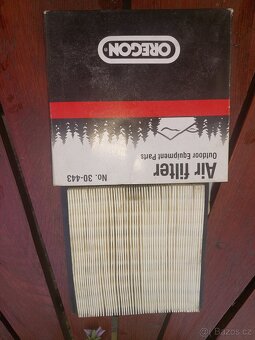 OREGON
Air filter
Outdoor Equipment Parts
No. 30-443
Bazos.cz